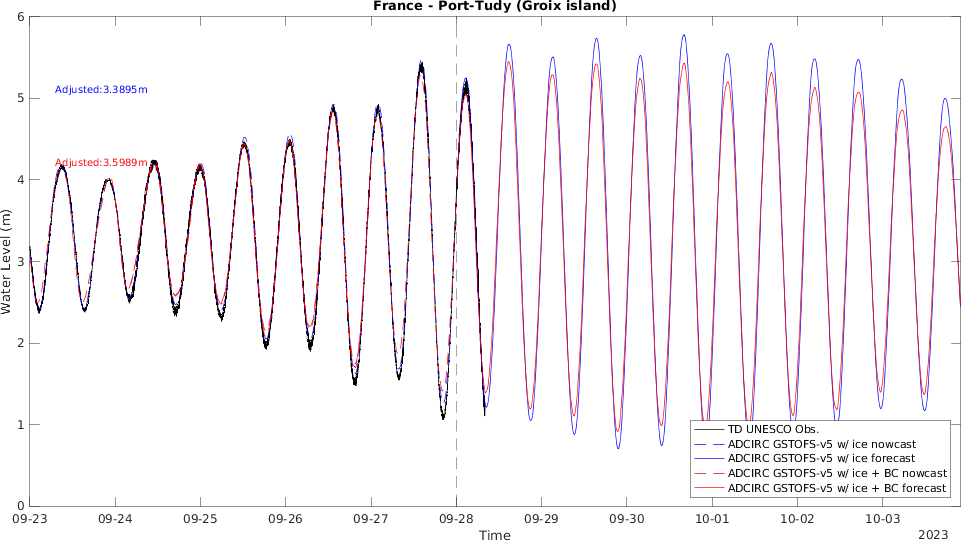 France - Port-Tudy (Groix island)
6
5
4
3
2
1
0
Water Level (m)
Adjusted:3.3895m
Adjusted:3.5989m
TD UNESCO Obs.
ADCIRC GSTOFS-v5 w/ ice nowcast
ADCIRC GSTOFS-v5 w/ ice forecast
ADCIRC GSTOFS-v5 w/ ice + BC nowcast
ADCIRC GSTOFS-v5 w/ ice + BC forecast
09-23 09-24 09-25 09-26 09-27 09-28 09-29 09-30 10-01 10-02 10-03
Time
2023